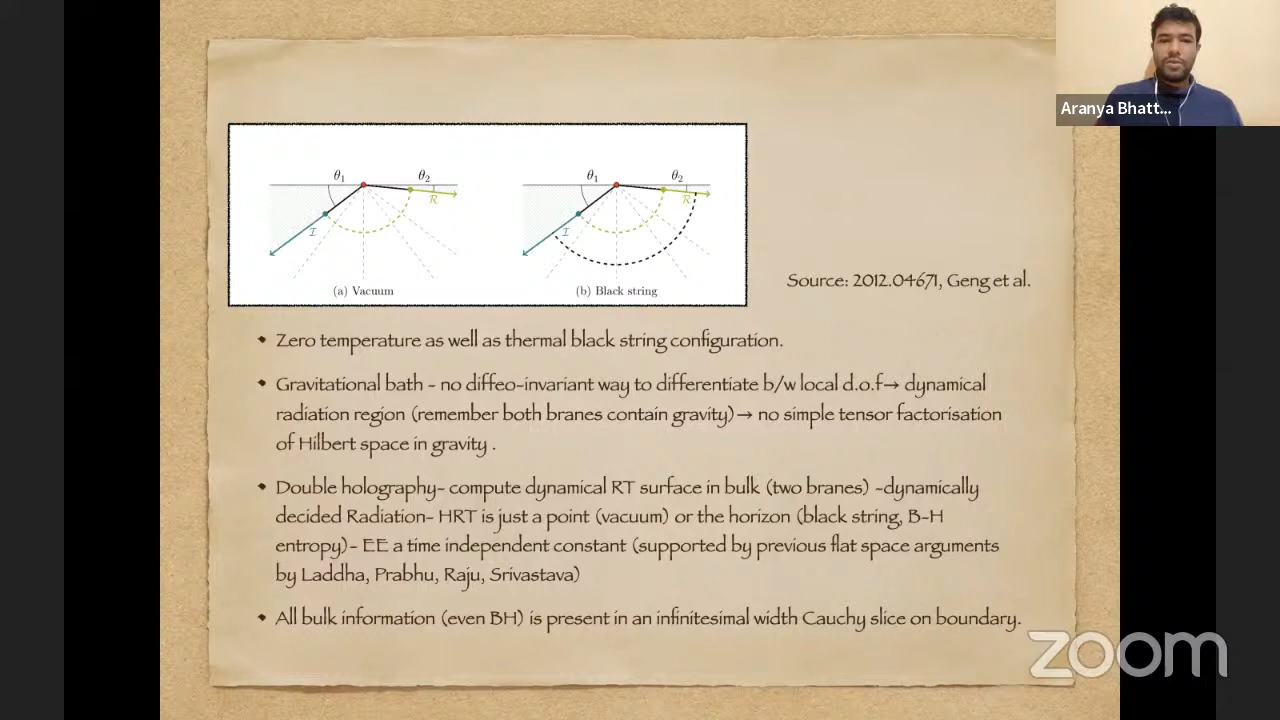 Aranya Bhatt...
θ1 θ2
R
I
(a) Vacuum
θ1 θ2
R
I
(b) Black string
Source: 2012.04671, Geng et al.
• Zero temperature as well as thermal black string configuration.
• Gravitational bath - no diffeo-invariant way to differentiate b/w local d.o.f→ dynamical
radiation region (remember both branes contain gravity)→ no simple tensor factorisation
of Hilbert space in gravity .
• Double holography- compute dynamical RT surface in bulk (two branes) -dynamically
decided Radiation- HRT is just a point (vacuum) or the horizon (black string, B-H
entropy)- EE a time independent constant (supported by previous flat space arguments
by Laddha, Prabhu, Raju, Srivastava)
• All bulk information (even BH) is present in an infinitesimal width Cauchy slice on boundary.
zoom